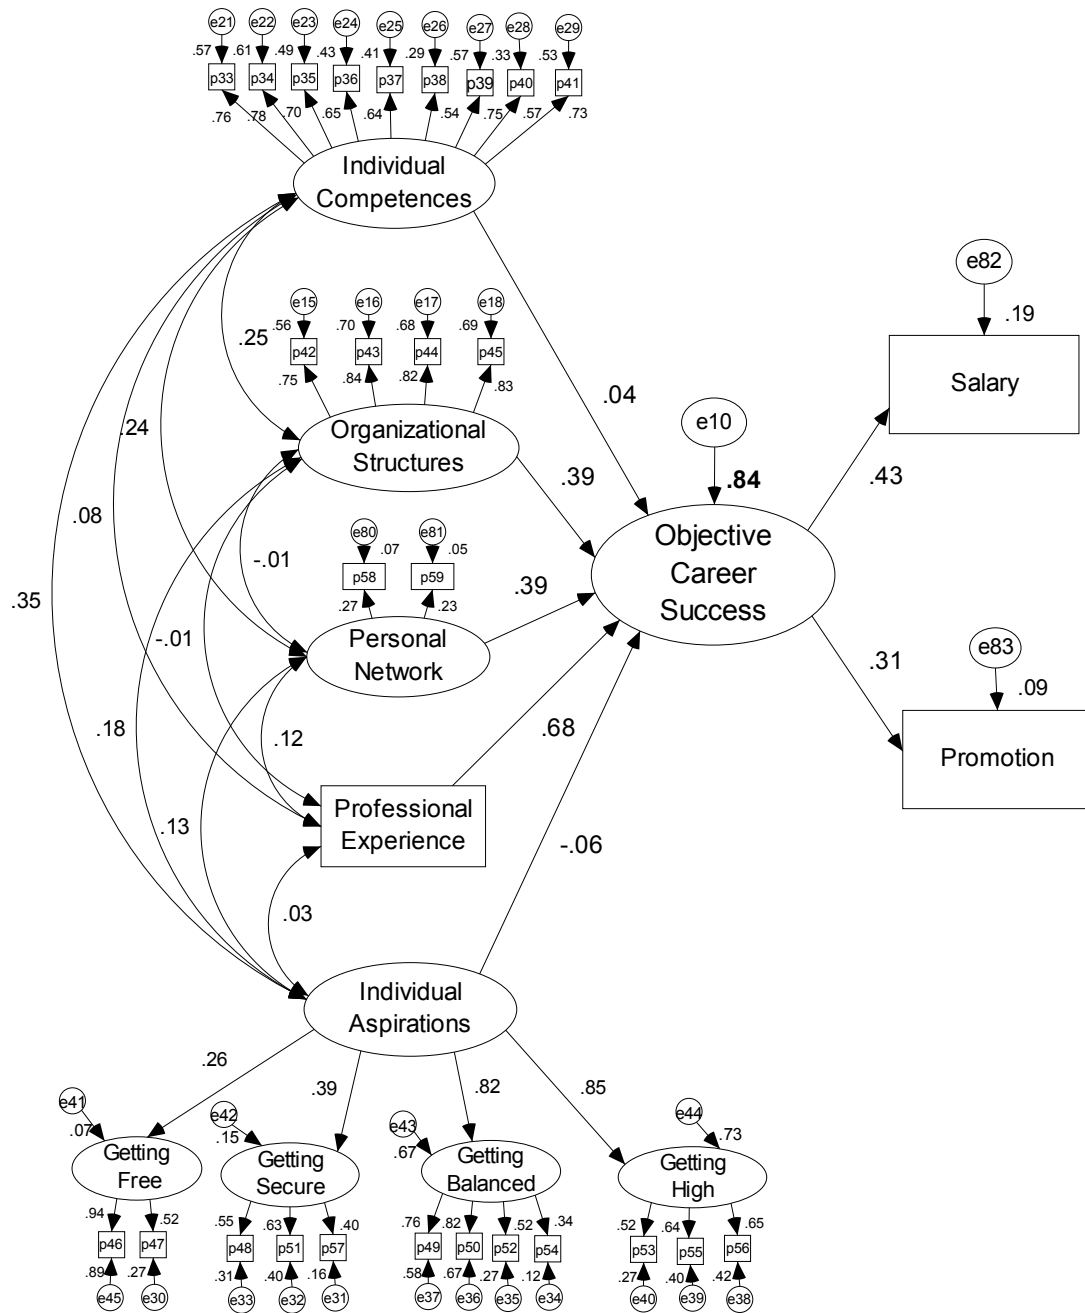 e21 e22 e23 e24 e25 e26 e27 e28 e29
.57 .61 .49 .43 .41 .29 .57 .33 .53
p33 p34 p35 p36 p37 p38 p39 p40 p41
.76 .78 .70 .65 .64 .54 .75 .57 .73
Individual
Competences
e15 e16 e17 e18
.56 .70 .68 .69
p42 p43 p44 p45
.75 .84 .82 .83
Organizational
Structures
e80 e81
.07 .05
p58 p59
.27 .23
Personal
Network
Professional
Experience
Individual
Aspirations
.25
.24
.08
.35
-.01
-.01
.18
.12
.13
.03
.04
.39
.39
.68
-.06
e10
.84
Objective
Career
Success
.43
.31
e82
.19
Salary
e83
.09
Promotion
.26 .39 .82 .85
e41 e42 e43 e44
.07 .15 .67 .73
Getting
Free
Getting
Secure
Getting
Balanced
Getting
High
.94 .52 .55 .63 .40 .76 .82 .52 .34 .52 .64 .65
p46 p47 p48 p51 p57 p49 p50 p52 p54 p53 p55 p56
.89 .27 .31 .40 .16 .58 .67 .27 .12 .27 .40 .42
e45 e30 e33 e32 e31 e37 e36 e35 e34 e40 e39 e38